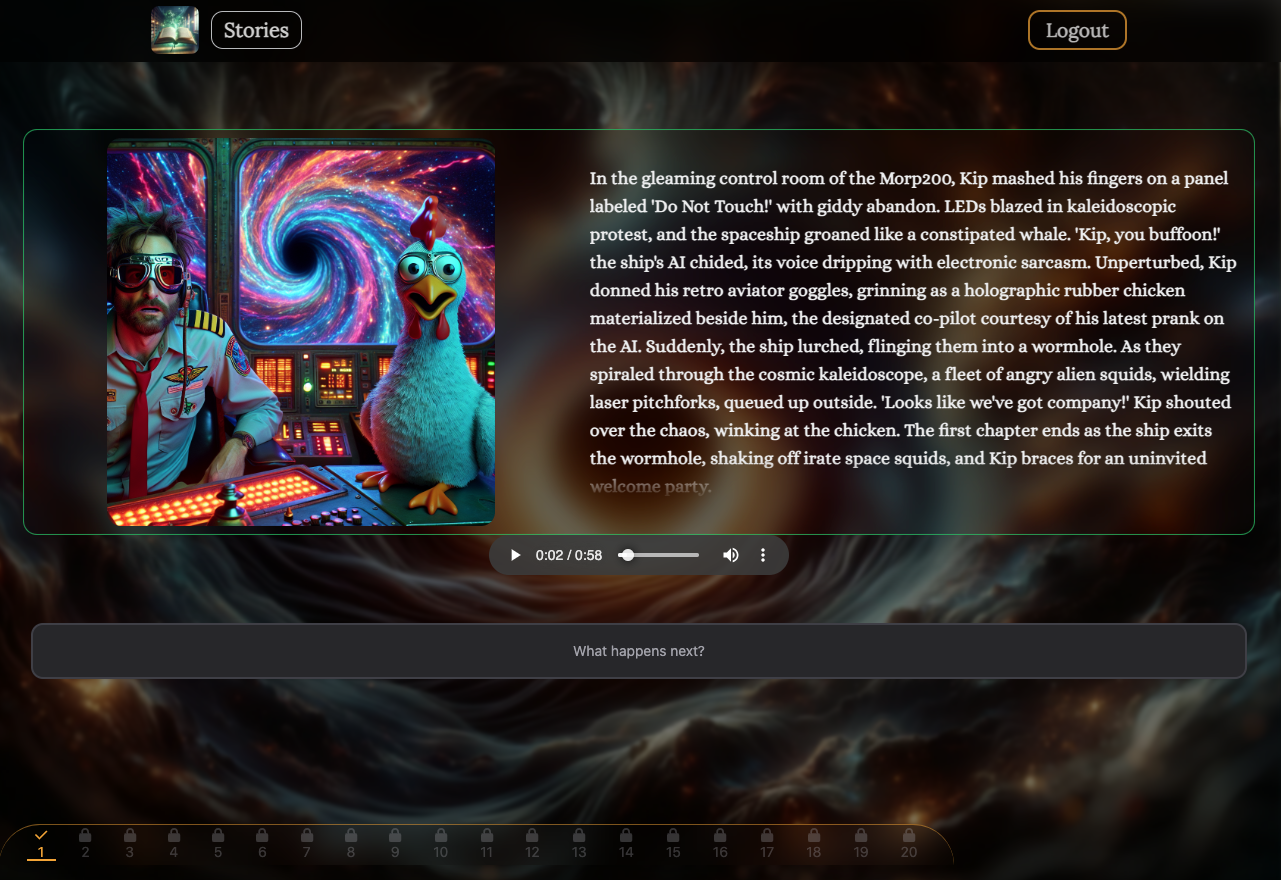 Stories
Logout
In the gleaming control room of the Morp200, Kip mashed his fingers on a panel
labeled 'Do Not Touch!' with giddy abandon. LEDs blazed in kaleidoscopic
protest, and the spaceship groaned like a constipated whale. 'Kip, you buffoon!'
the ship's AI chided, its voice dripping with electronic sarcasm. Unperturbed, Kip
donned his retro aviator goggles, grinning as a holographic rubber chicken
materialized beside him, the designated co-pilot courtesy of his latest prank on
the AI. Suddenly, the ship lurched, flinging them into a wormhole. As they
spiraled through the cosmic kaleidoscope, a fleet of angry alien squids, wielding
laser pitchforks, queued up outside. 'Looks like we've got company!' Kip shouted
over the chaos, winking at the chicken. The first chapter ends as the ship exits
the wormhole, shaking off irate space squids, and Kip braces for an uninvited
welcome party.
0:02 / 0:58
What happens next?
1 2 3 4 5 6 7 8 9 10 11 12 13 14 15 16 17 18 19 20